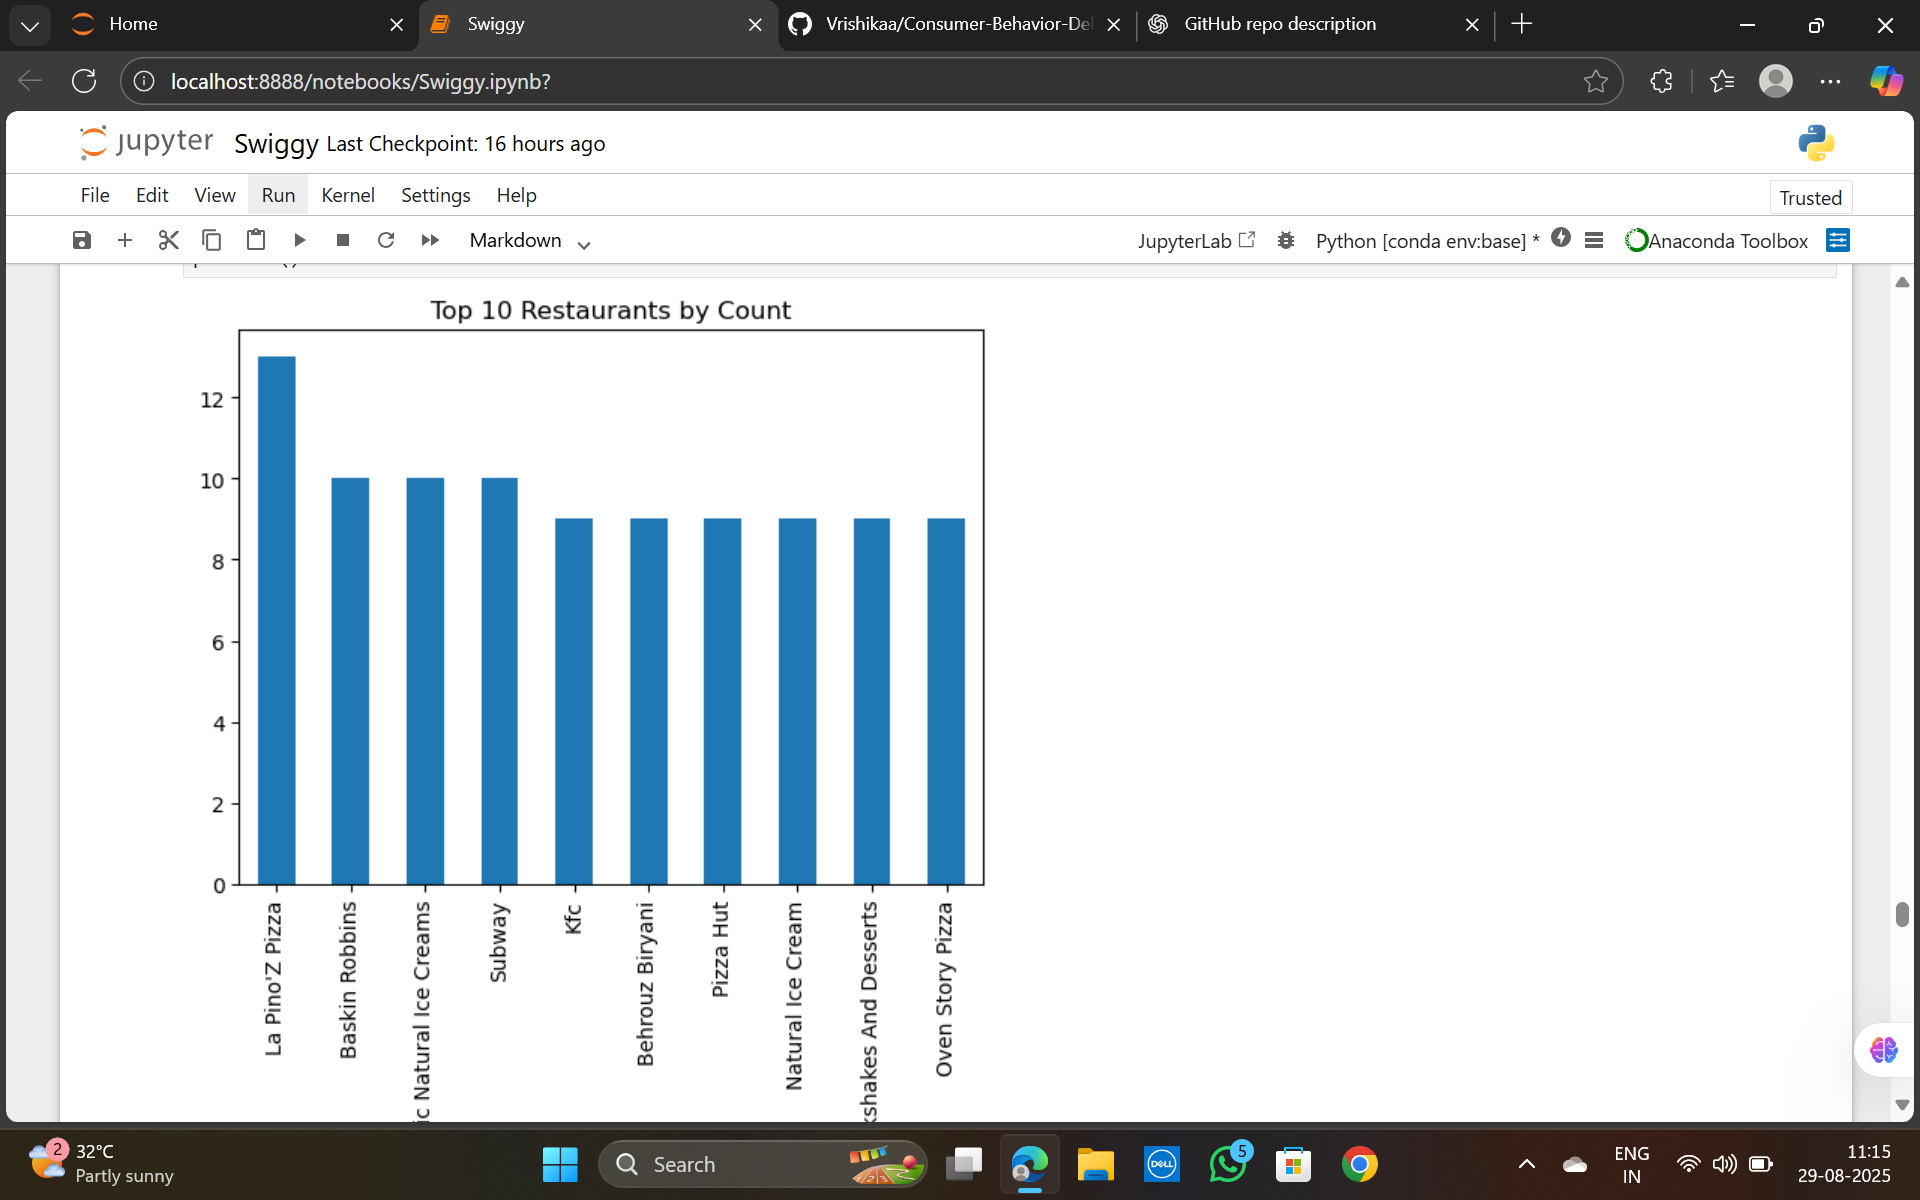 Home
Swiggy
Vrishikaa/Consumer-Behavior-De
GitHub repo description
localhost:8888/notebooks/Swiggy.ipynb?
jupyter Swiggy Last Checkpoint: 16 hours ago
File Edit View Run Kernel Settings Help
Trusted
Markdown
JupyterLab
Python [conda env:base] *
Anaconda Toolbox
Top 10 Restaurants by Count
12
10
8
6
4
2
0
La Pino'Z Pizza
Baskin Robbins
ic Natural Ice Creams
Subway
Kfc
Behrouz Biryani
Pizza Hut
Natural Ice Cream
kshakes And Desserts
Oven Story Pizza
2
32°C
Partly sunny
Search
DELL
5
ENG
IN
11:15
29-08-2025